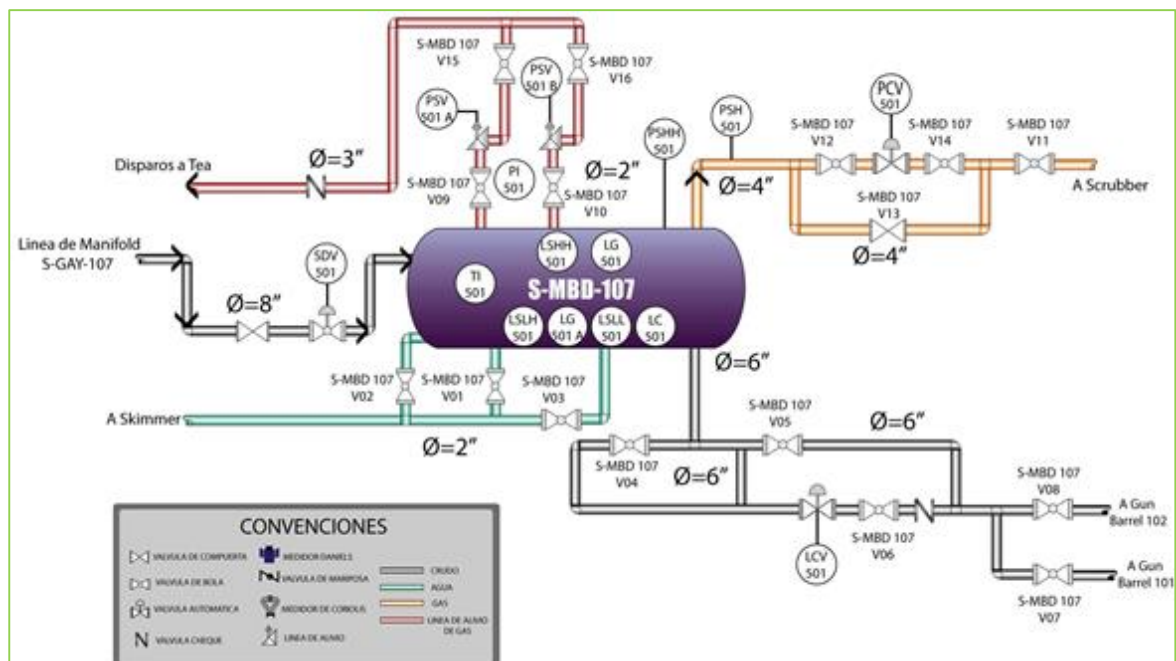 S-MBD 107
V15
PSV
501 B
S-MBD 107
V16
PSV
501 A
PSHH
501
PSH
501
PCV
501
S-MBD 107
V12
S-MBD 107
V14
S-MBD 107
V11
Disparos a Tea
Ø=3"
S-MBD 107
V09
PI
501
Ø=2"
S-MBD 107
V10
Ø=4"
A Scrubber
S-MBD 107
V13
Ø=4"
Linea de Manifold
S-GAY-107
SDV
501
Ø=8"
LSHH
501
LG
501
TI
501
S-MBD-107
LSLH
501
LG
501 A
LSLL
501
LC
501
Ø=6"
S-MBD 107
V02
S-MBD 107
V01
S-MBD 107
V03
A Skimmer
Ø=2"
S-MBD 107
V05
Ø=6"
S-MBD 107
V04
Ø=6"
S-MBD 107
V08
A Gun
Barrel 102
LCV
501
S-MBD 107
V06
A Gun
Barrel 101
S-MBD 107
V07
CONVENCIONES
VALVULA DE COMPUERTA
MEDIDOR DANIELS
VALVULA DE BOLA
VALVULA DE MARIPOSA
CRUDO
AGUA
VALVULA AUTOMATICA
MEDIDOR DE CORIOLIS
GAS
LINEA DE ALIVIO
DE GAS
VALVULA CHEQUE
LINEA DE ALIVIO